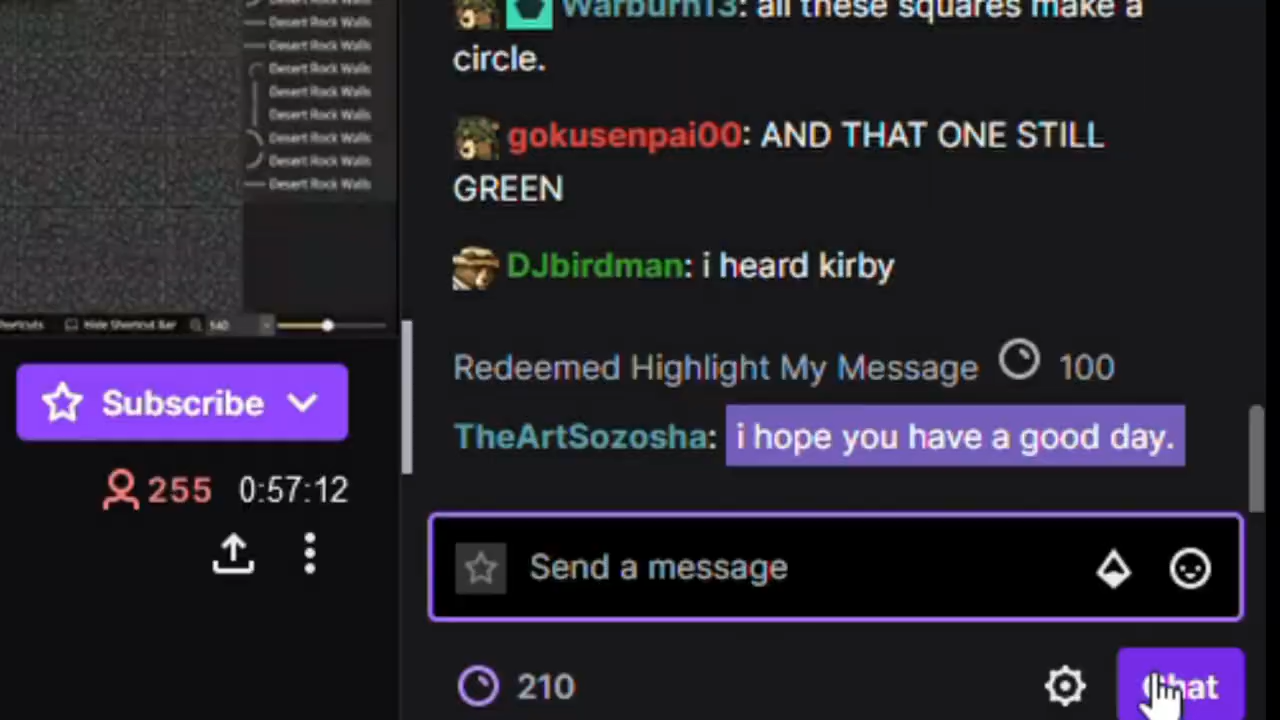 Desert Rock Walls
Desert Rock Walls
Desert Rock Walls
Desert Rock Walls
Desert Rock Walls
Desert Rock Walls
Desert Rock Walls
Hide Shortcut Bar
Subscribe
255 0:57:12
Warburn13: all these squares make a
circle.
gokusenpai00: AND THAT ONE STILL
GREEN
DJbirdman: i heard kirby
Redeemed Highlight My Message 100
TheArtSozosha: i hope you have a good day.
Send a message
210
Chat